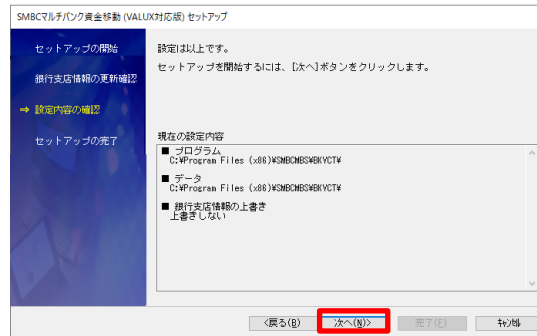 SMBCマルチバンク資金移動 (VALUX対応版) セットアップ
セットアップの開始
銀行支店情報の更新確認
⇒ 設定内容の確認
セットアップの完了
設定は以上です。
セットアップを開始するには、[次へ]ボタンをクリックします。
現在の設定内容
■ プログラム
C:¥Program Files (x86)¥SMBCMBS¥BKYCT¥
■ データ
C:¥Program Files (x86)¥SMBCMBS¥BKYCT¥
■ 銀行支店情報の上書き
上書きしない
<戻る(B)
次へ(N)>
完了(F)
キャンセル